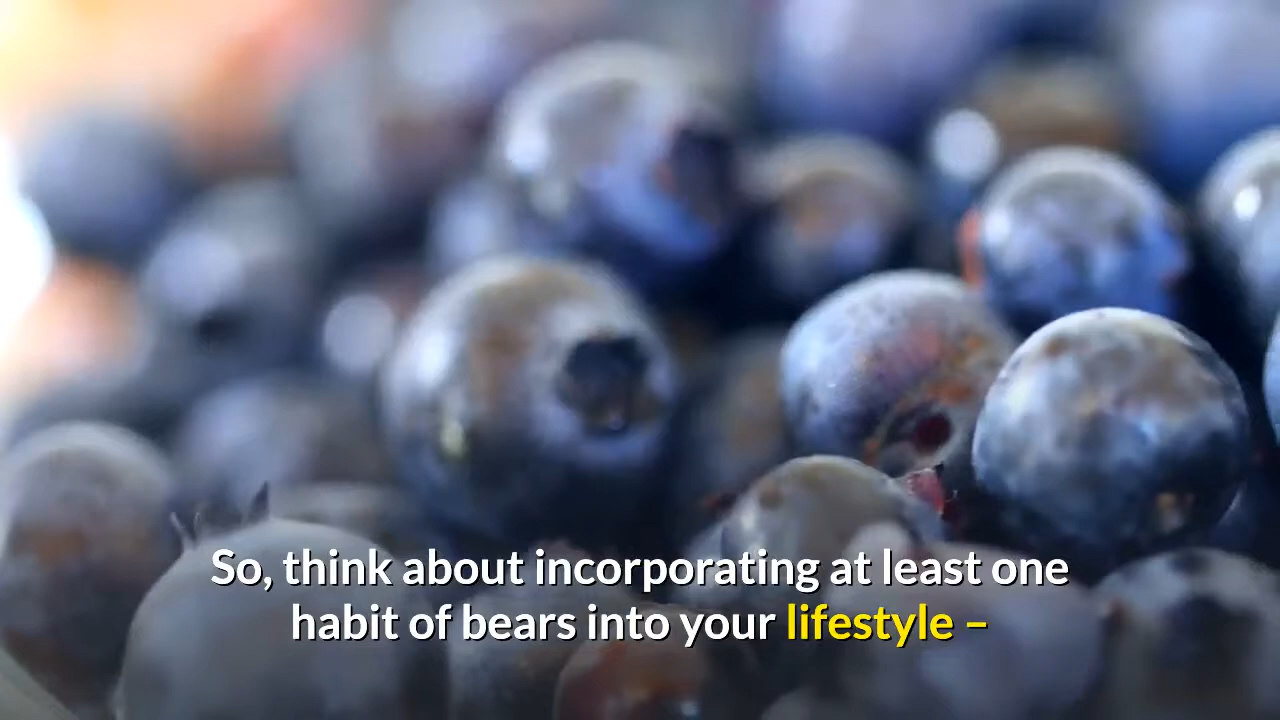 So, think about incorporating at least one
habit of bears into your lifestyle –